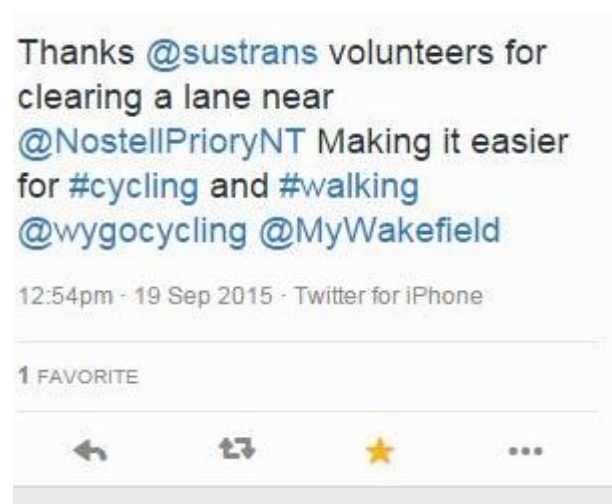 Thanks @sustrans volunteers for
clearing a lane near
@NostellPrioryNT Making it easier
for #cycling and #walking
@wygocycling @MyWakefield
12:54pm · 19 Sep 2015 · Twitter for iPhone
1 FAVORITE